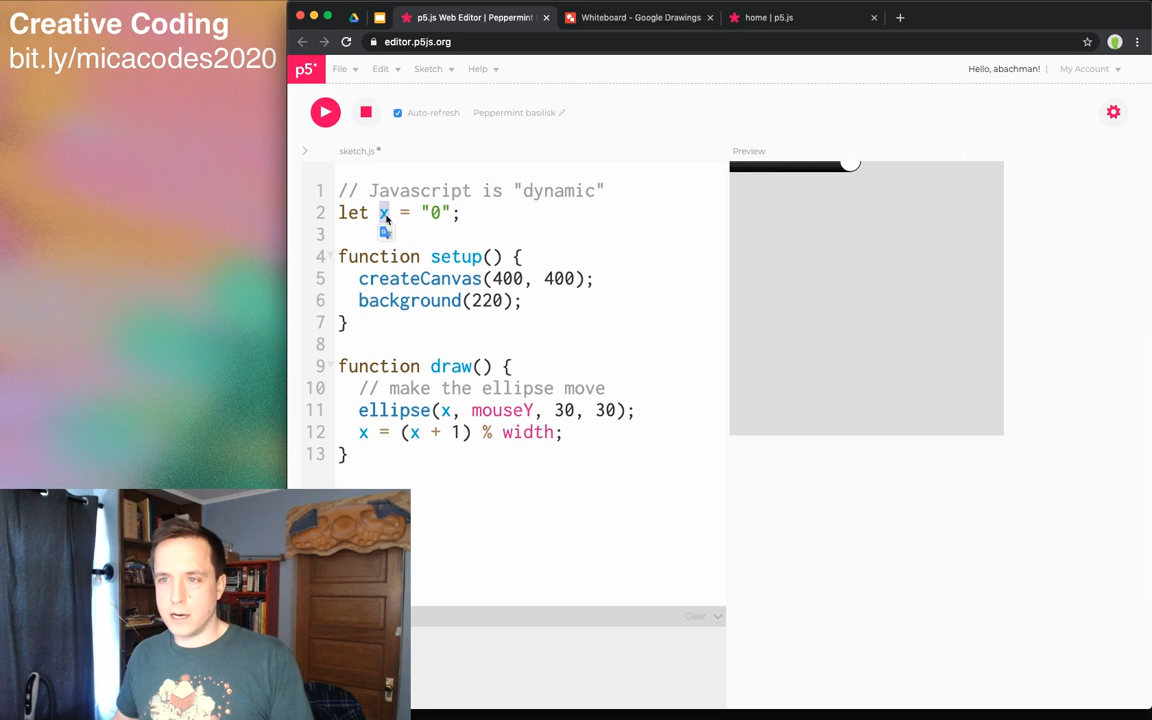 Creative Coding
bit.ly/micacodes2020
p5.js Web Editor | Peppermint
Whiteboard - Google Drawings
home | p5.js
editor.p5js.org
p5*
File
Edit
Sketch
Help
Hello, abachman!
My Account
Auto-refresh
Peppermint basilisk
sketch.js
Preview
1 // Javascript is "dynamic"
2 let x = "0";
3
4 function setup() {
5 createCanvas(400, 400);
6 background(220);
7 }
8
9 function draw() {
10 // make the ellipse move
11 ellipse(x, mouseY, 30, 30);
12 x = (x + 1) % width;
13 }
Clear